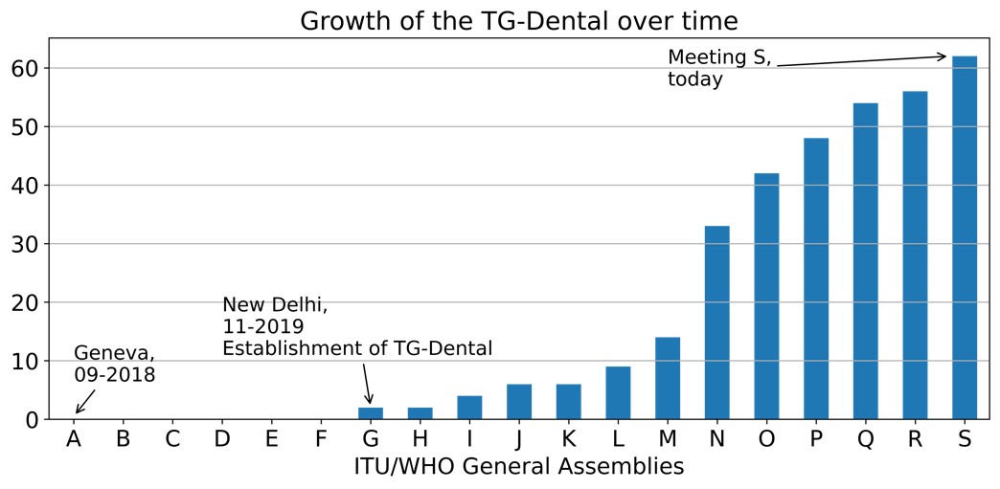 Growth of the TG-Dental over time
60
50
40
30
20
10
0
Meeting S,
today
New Delhi,
11-2019
Establishment of TG-Dental
Geneva,
09-2018
A B C D E F G H I J K L M N O P Q R S
ITU/WHO General Assemblies